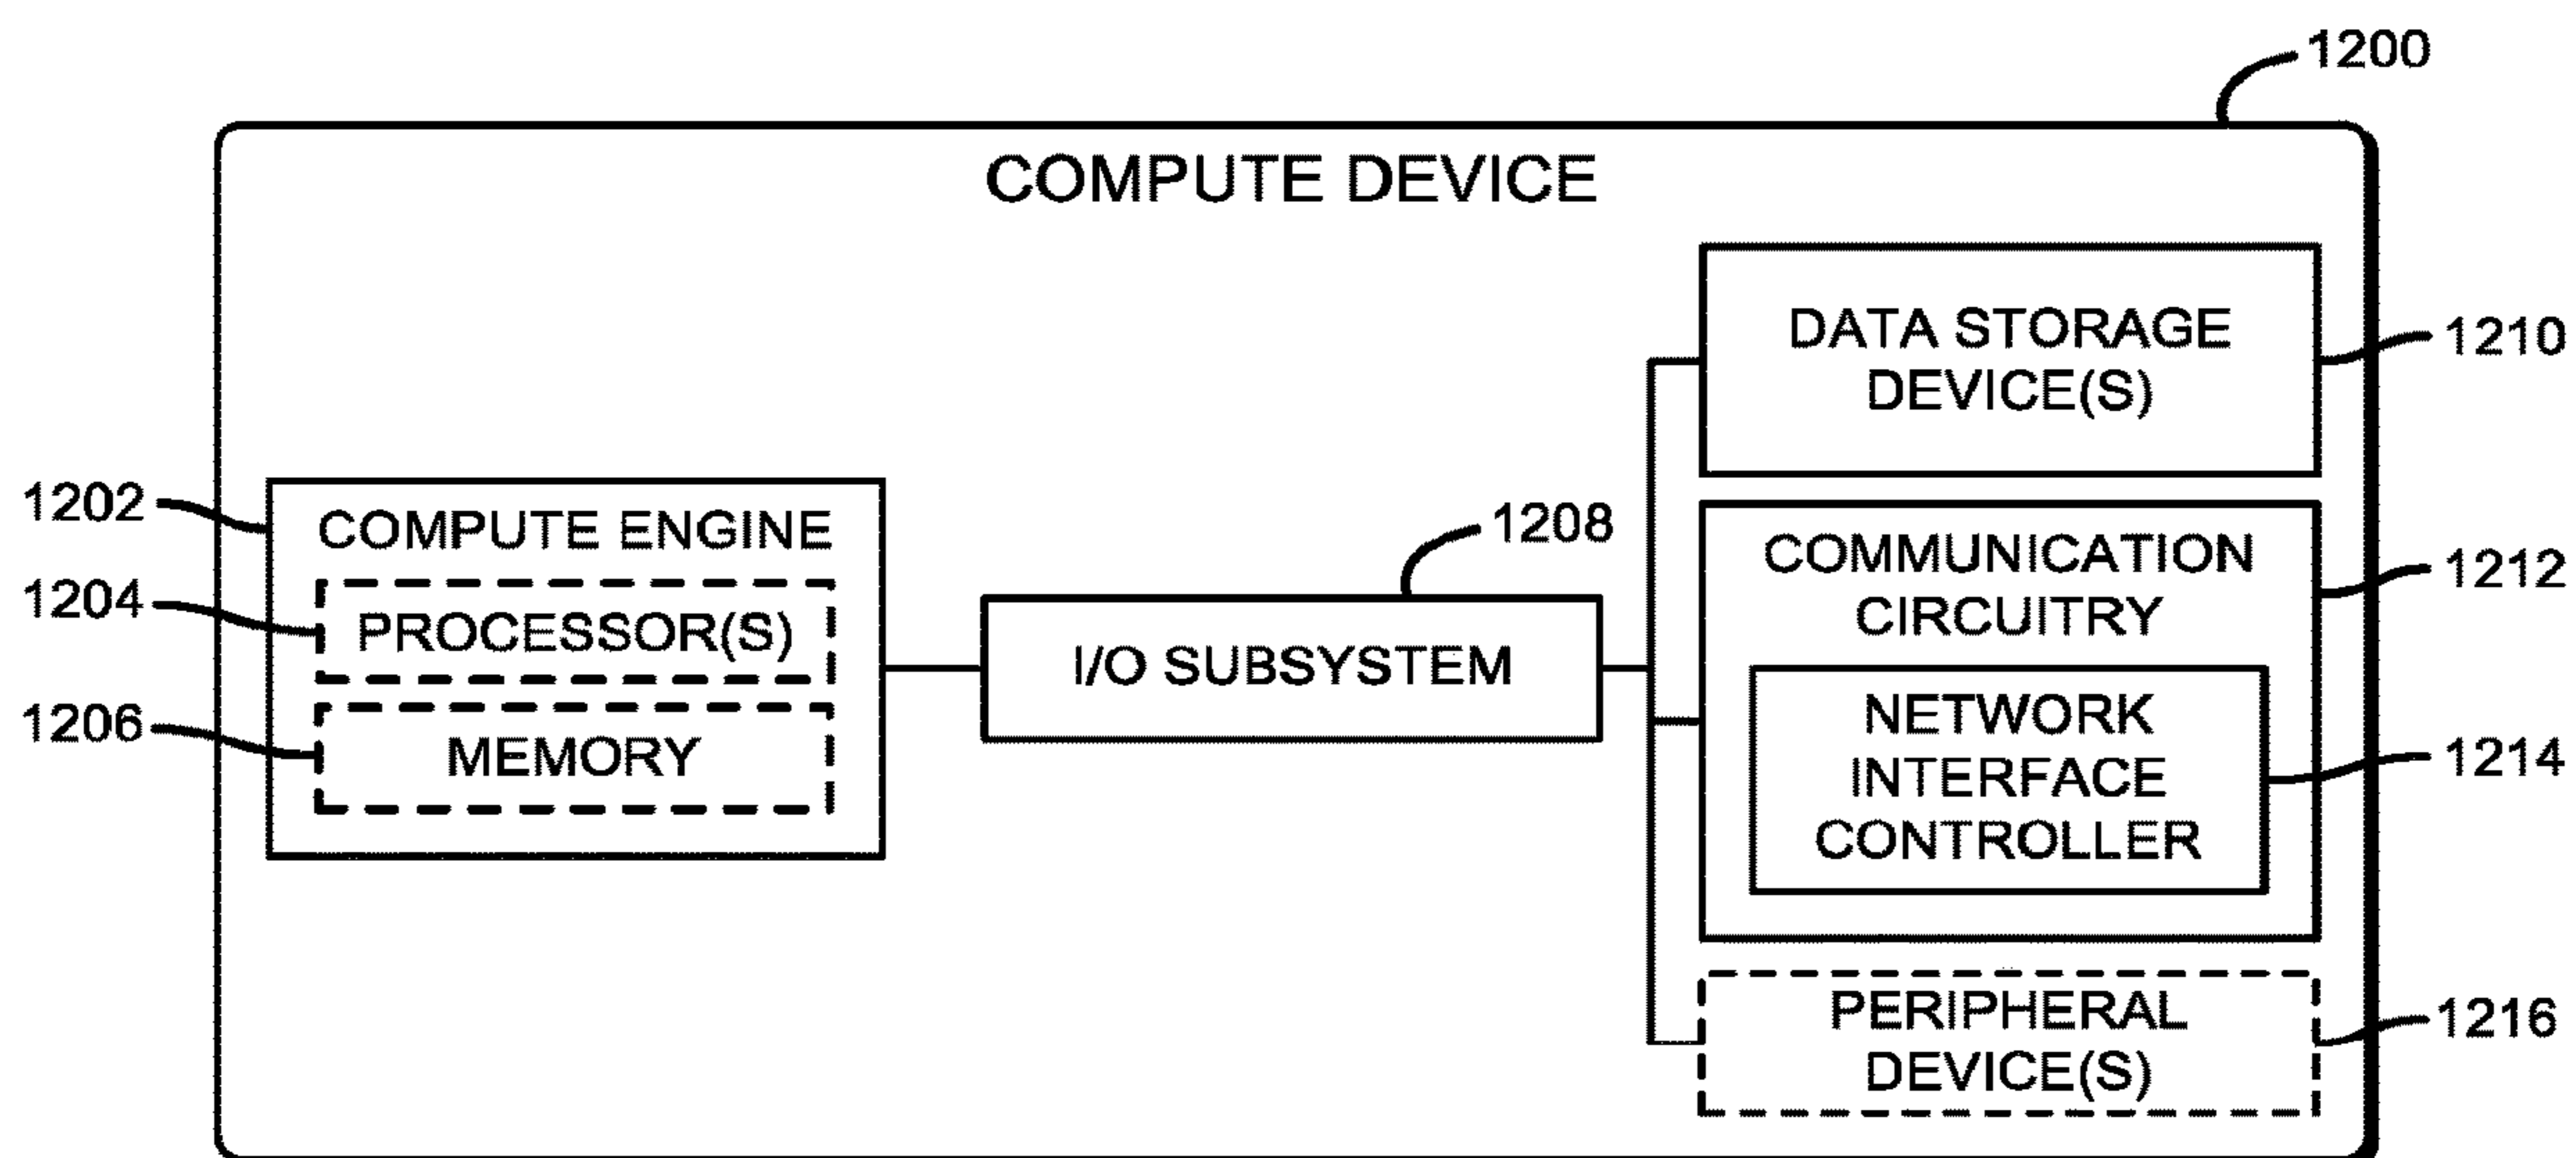 1200
COMPUTE DEVICE
DATA STORAGE
DEVICE(S)
1210
1202
COMPUTE ENGINE
1204
PROCESSOR(S)
1206
MEMORY
1208
I/O SUBSYSTEM
COMMUNICATION
CIRCUITRY
1212
NETWORK
INTERFACE
CONTROLLER
1214
PERIPHERAL
DEVICE(S)
1216